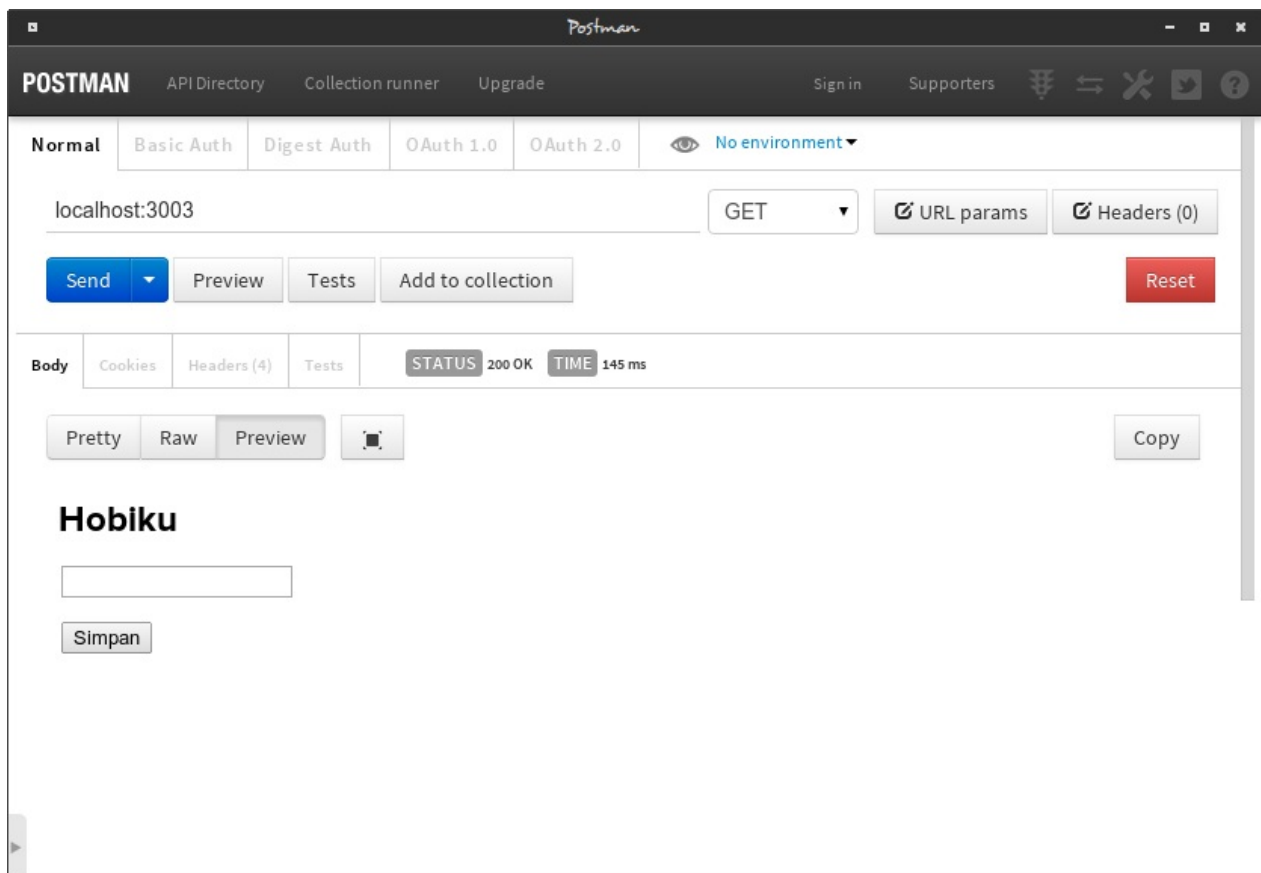 Postman
POSTMAN API Directory Collection runner Upgrade Sign in Supporters
Normal Basic Auth Digest Auth OAuth 1.0 OAuth 2.0 No environment
localhost:3003 GET URL params Headers (0)
Send Preview Tests Add to collection Reset
Body Cookies Headers (4) Tests STATUS 200 OK TIME 145 ms
Pretty Raw Preview Copy
Hobiku
Simpan